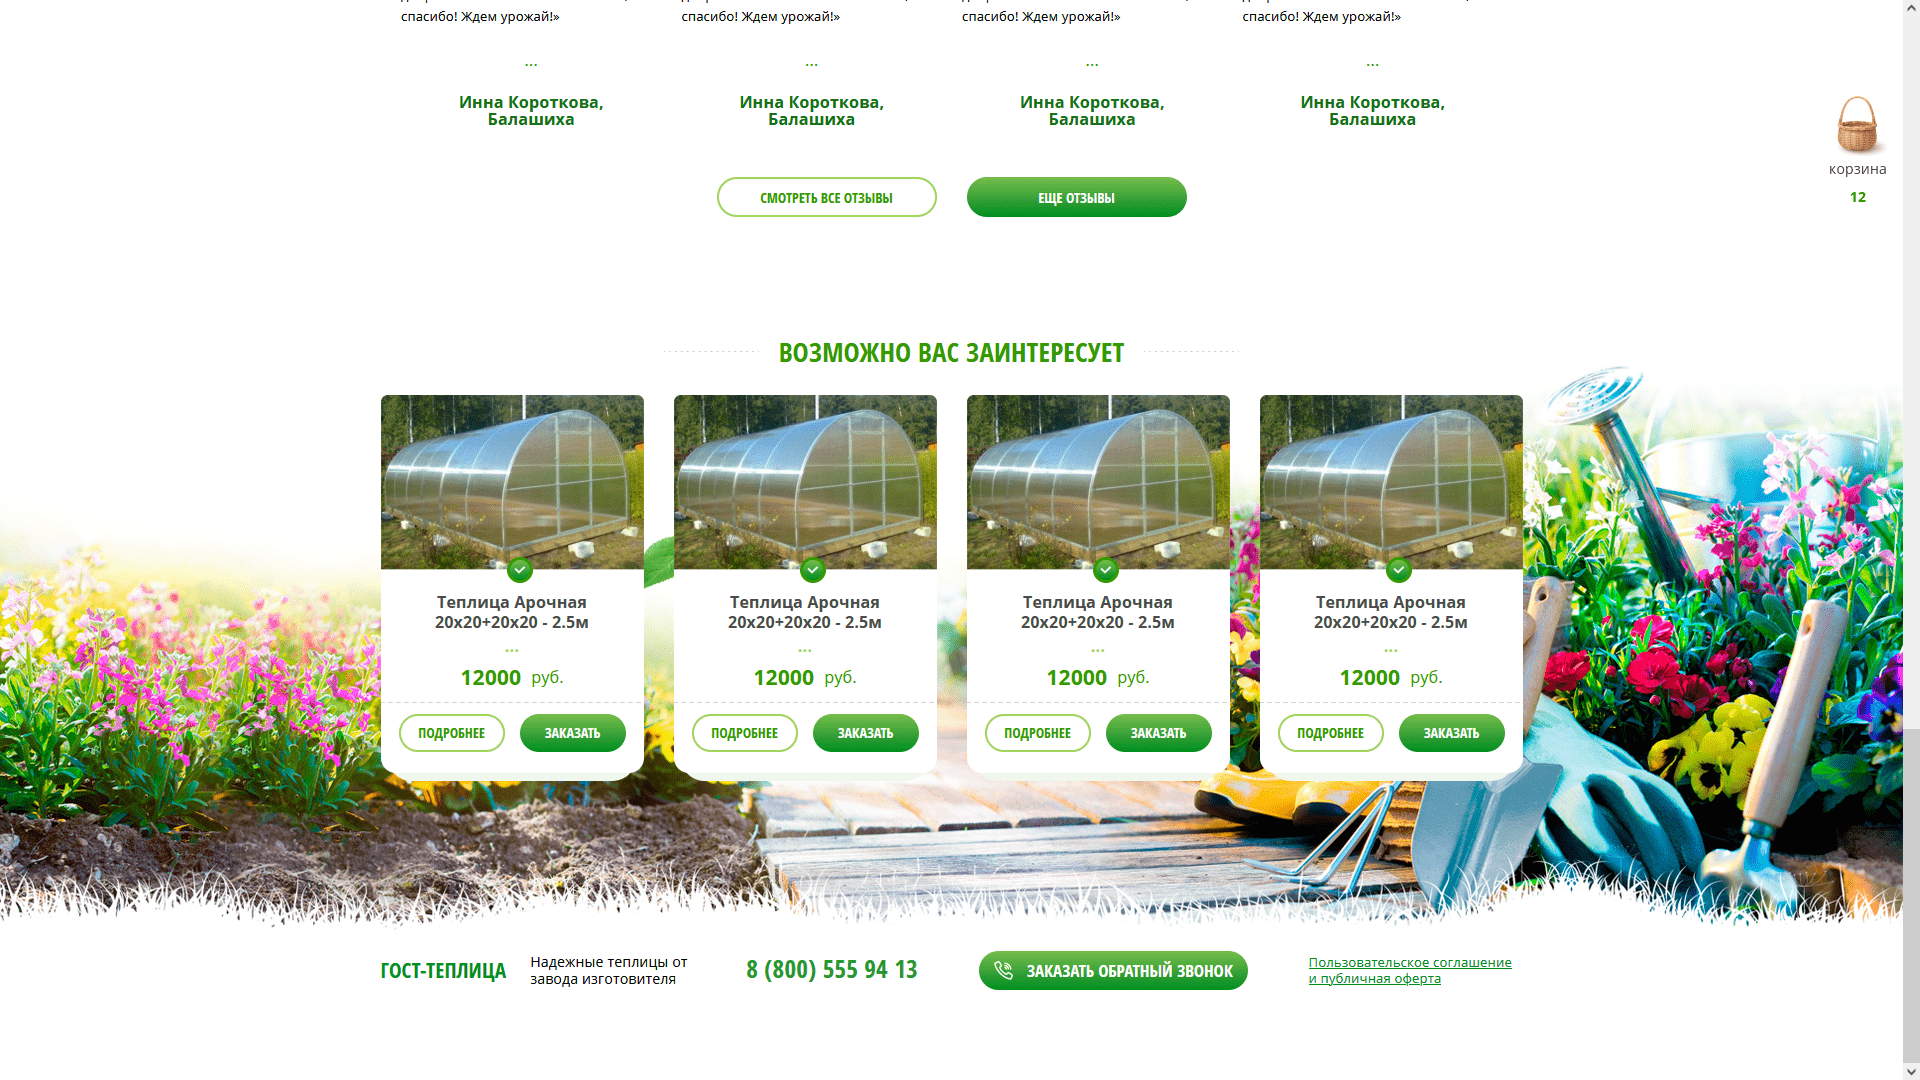 спасибо! Ждем урожай!»
спасибо! Ждем урожай!»
спасибо! Ждем урожай!»
спасибо! Ждем урожай!»
...
...
...
...
Инна Короткова,
Балашиха
Инна Короткова,
Балашиха
Инна Короткова,
Балашиха
Инна Короткова,
Балашиха
корзина
12
СМОТРЕТЬ ВСЕ ОТЗЫВЫ
ЕЩЕ ОТЗЫВЫ
ВОЗМОЖНО ВАС ЗАИНТЕРЕСУЕТ
Теплица Арочная
20х20+20х20 - 2.5м
...
12000 руб.
ПОДРОБНЕЕ
ЗАКАЗАТЬ
Теплица Арочная
20х20+20х20 - 2.5м
...
12000 руб.
ПОДРОБНЕЕ
ЗАКАЗАТЬ
Теплица Арочная
20х20+20х20 - 2.5м
...
12000 руб.
ПОДРОБНЕЕ
ЗАКАЗАТЬ
Теплица Арочная
20х20+20х20 - 2.5м
...
12000 руб.
ПОДРОБНЕЕ
ЗАКАЗАТЬ
ГОСТ-ТЕПЛИЦА
Надежные теплицы от
завода изготовителя
8 (800) 555 94 13
ЗАКАЗАТЬ ОБРАТНЫЙ ЗВОНОК
Пользовательское соглашение
и публичная оферта